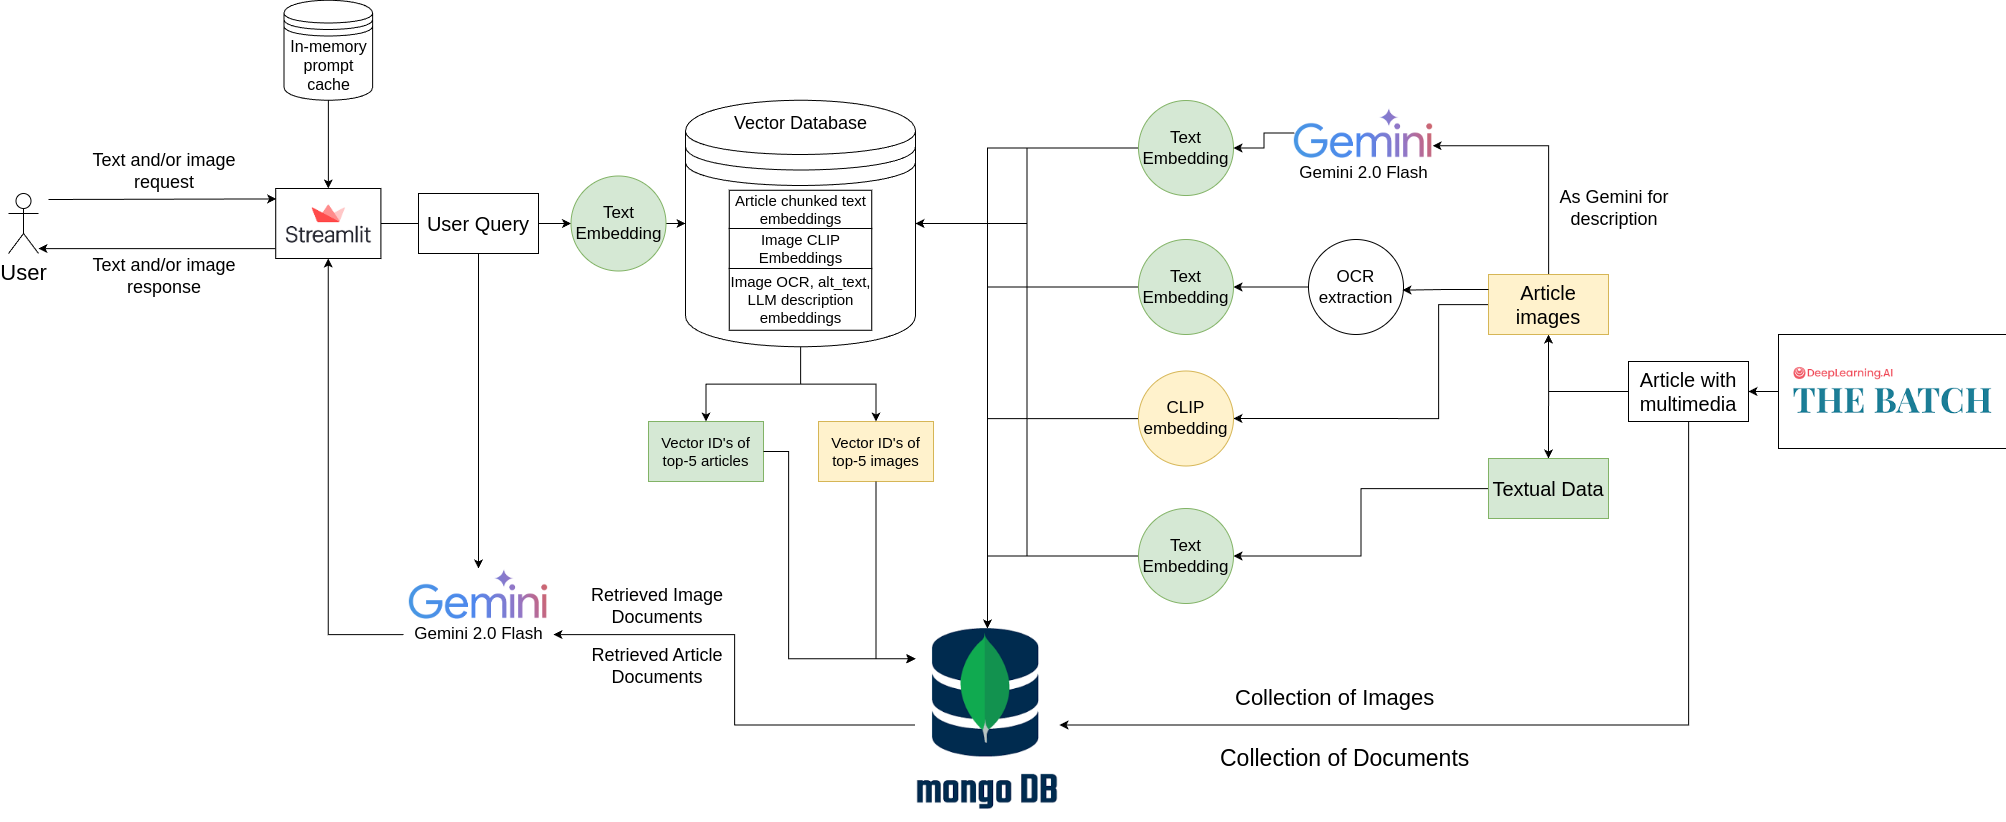 In-memory
prompt
cache
Text and/or image
request
User
Text and/or image
response
Streamlit
User Query
Text
Embedding
Vector Database
Article chunked text
embeddings
Image CLIP
Embeddings
Image OCR, alt_text,
LLM description
embeddings
Vector ID's of
top-5 articles
Vector ID's of
top-5 images
Gemini
Gemini 2.0 Flash
Retrieved Image
Documents
Retrieved Article
Documents
mongo DB
Text
Embedding
Gemini
Gemini 2.0 Flash
As Gemini for
description
Text
Embedding
OCR
extraction
Article
images
CLIP
embedding
Article with
multimedia
DeepLearning.AI
THE BATCH
Textual Data
Text
Embedding
Collection of Images
Collection of Documents